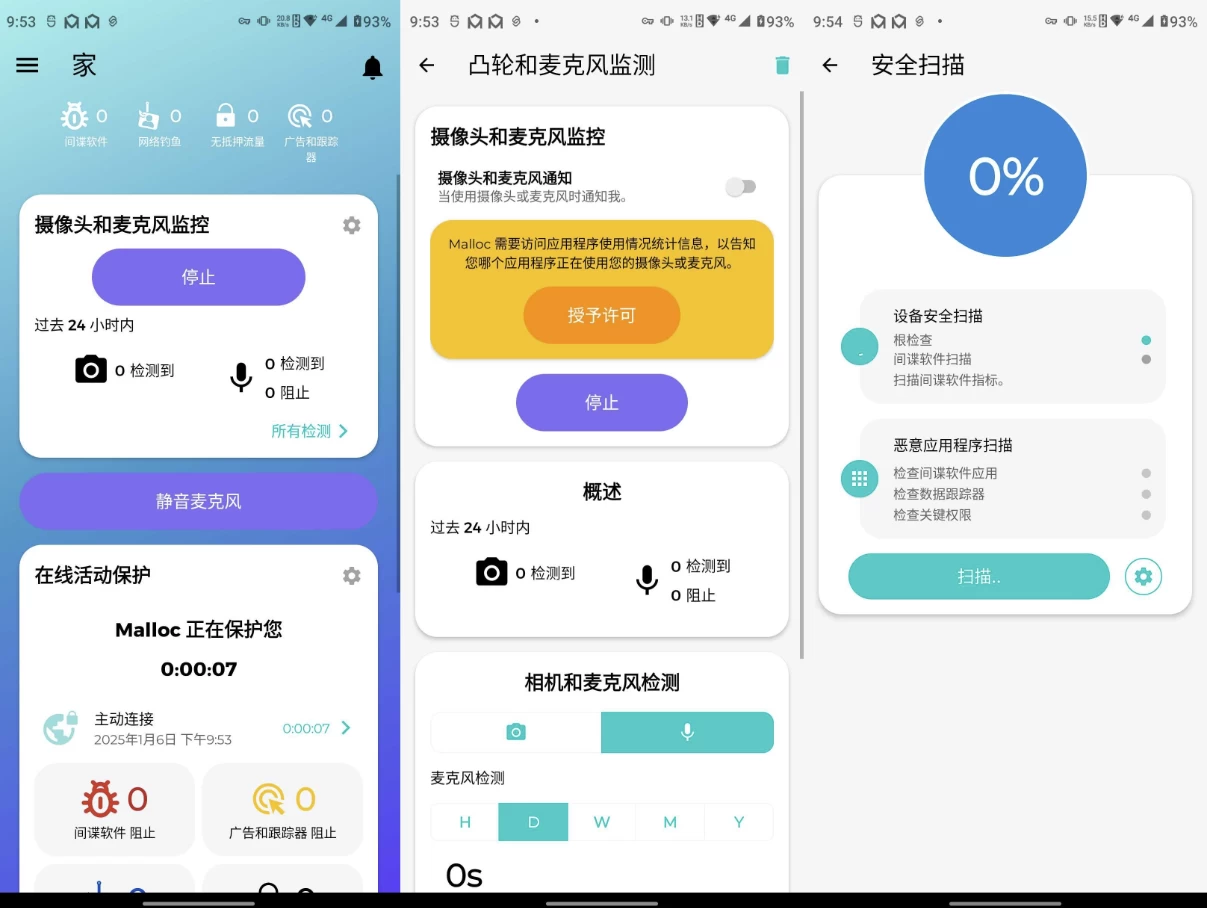 9:53
20.8
KB/s
4G
93%
家
0
0
0
0
间谍软件
网络钓鱼
无抵押流量
广告和跟踪
器
摄像头和麦克风监控
停止
过去 24 小时内
0 检测到
0 检测到
0 阻止
所有检测
静音麦克风
在线活动保护
Malloc 正在保护您
0:00:07
主动连接
2025年1月6日 下午9:53
0:00:07
0
间谍软件 阻止
0
广告和跟踪器 阻止
9:53
13.1
KB/s
4G
93%
凸轮和麦克风监测
摄像头和麦克风监控
摄像头和麦克风通知
当使用摄像头或麦克风时通知我。
Malloc 需要访问应用程序使用情况统计信息，以告知
您哪个应用程序正在使用您的摄像头或麦克风。
授予许可
停止
概述
过去 24 小时内
0 检测到
0 检测到
0 阻止
相机和麦克风检测
麦克风检测
H
D
W
M
Y
0s
9:54
15.5
KB/s
4G
93%
安全扫描
0%
设备安全扫描
根检查
间谍软件扫描
扫描间谍软件指标。
恶意应用程序扫描
检查间谍软件应用
检查数据跟踪器
检查关键权限
扫描..